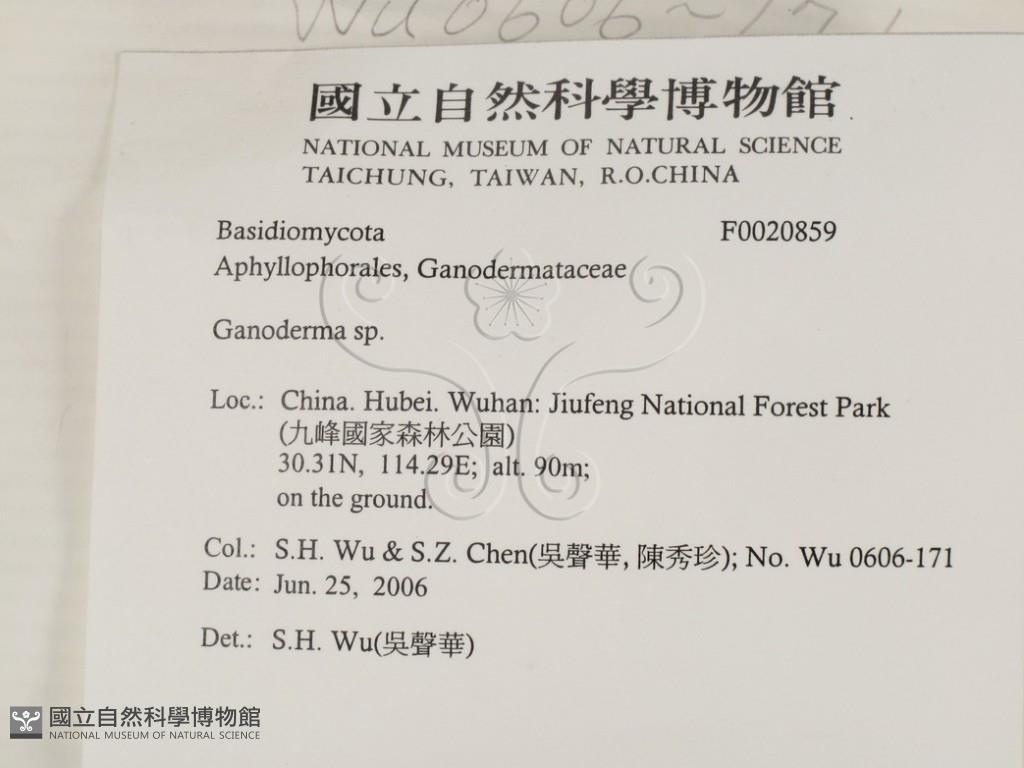 Wu 0606-171
國立自然科學博物館
NATIONAL MUSEUM OF NATURAL SCIENCE
TAICHUNG, TAIWAN, R.O.CHINA
Basidiomycota F0020859
Aphyllophorales, Ganodermataceae
Ganoderma sp.
Loc.: China. Hubei. Wuhan: Jiufeng National Forest Park
(九峰國家森林公園)
30.31N, 114.29E; alt. 90m;
on the ground.
Col.: S.H. Wu & S.Z. Chen(吳聲華, 陳秀珍); No. Wu 0606-171
Date: Jun. 25, 2006
Det.: S.H. Wu(吳聲華)
國立自然科學博物館
NATIONAL MUSEUM OF NATURAL SCIENCE